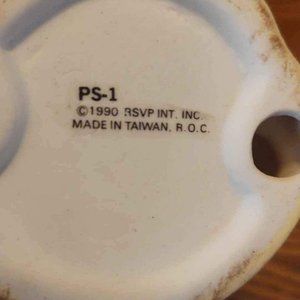 PS-1
©1990 RSVP INT. INC.
MADE IN TAIWAN, R.O.C.